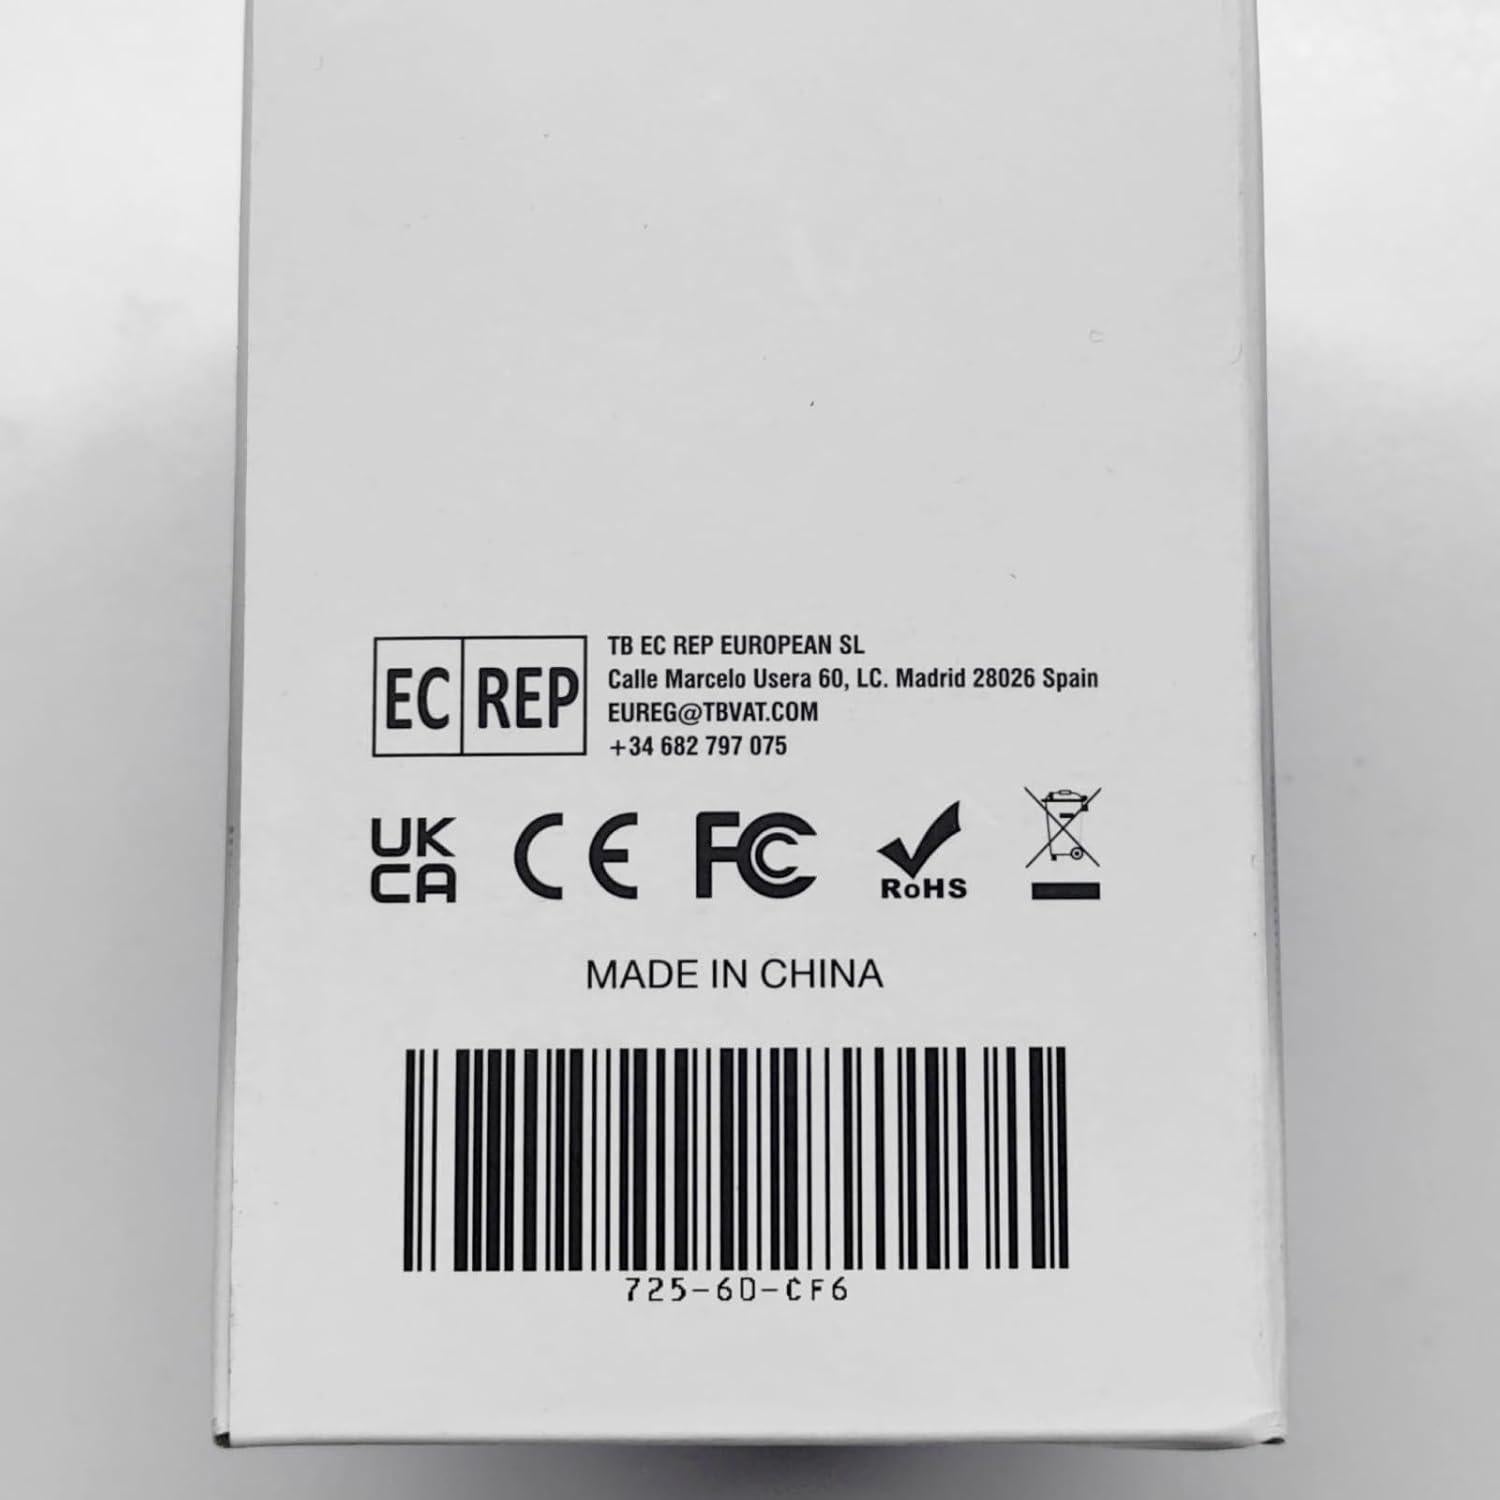 EC REP
TB EC REP EUROPEAN SL
Calle Marcelo Usera 60, LC. Madrid 28026 Spain
EUREG@TBVAT.COM
+34 682 797 075
UK
CA
CE
FC
RoHS
MADE IN CHINA
725-6D-CF6